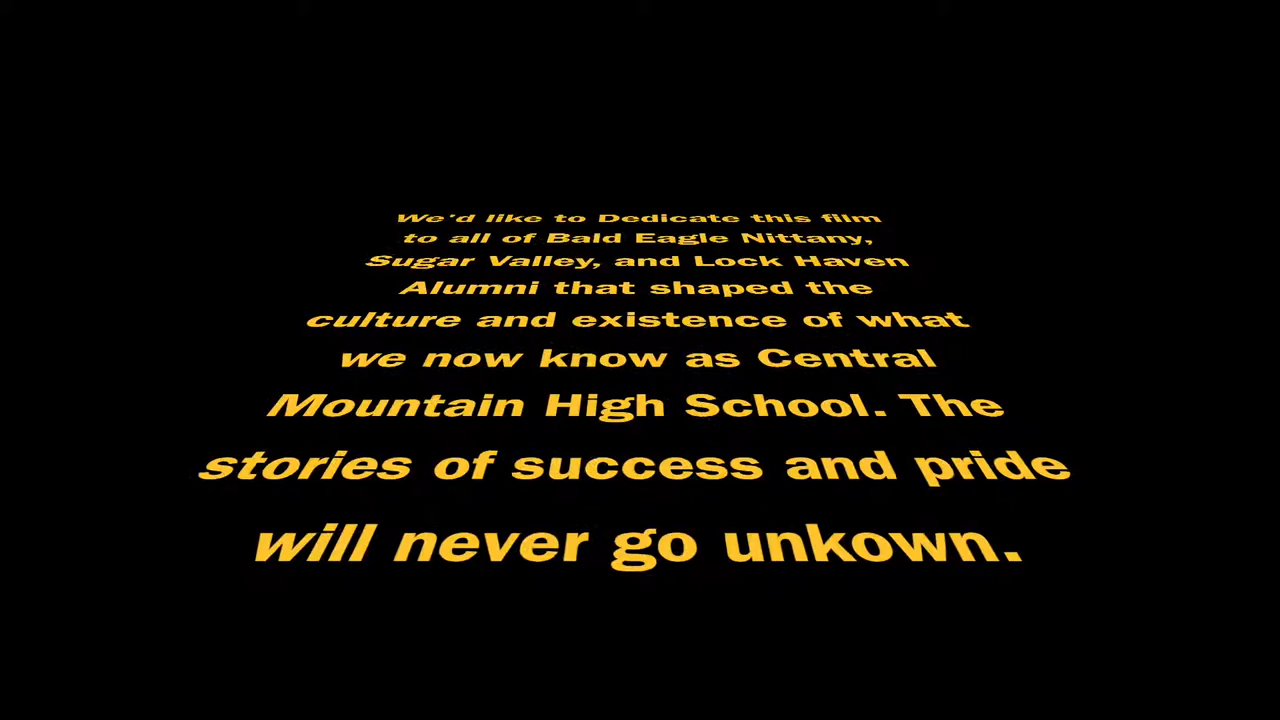 We'd like to Dedicate this film
to all of Bald Eagle Nittany,
Sugar Valley, and Lock Haven
Alumni that shaped the
culture and existence of what
we now know as Central
Mountain High School. The
stories of success and pride
will never go unkown.